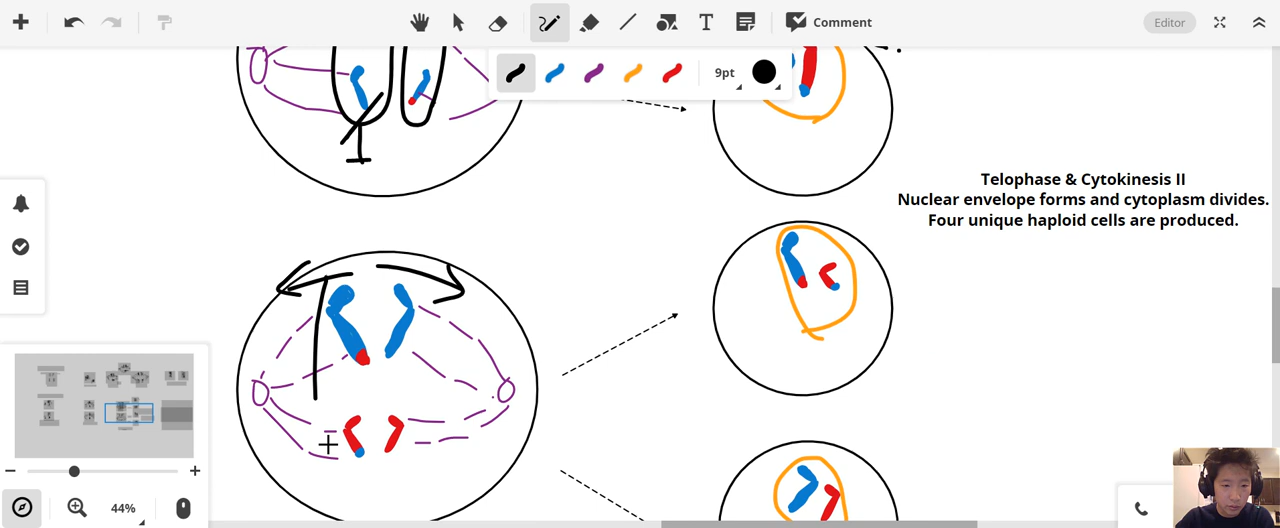 T
Comment
Editor
9pt
1
Telophase & Cytokinesis II
Nuclear envelope forms and cytoplasm divides.
Four unique haploid cells are produced.
44%